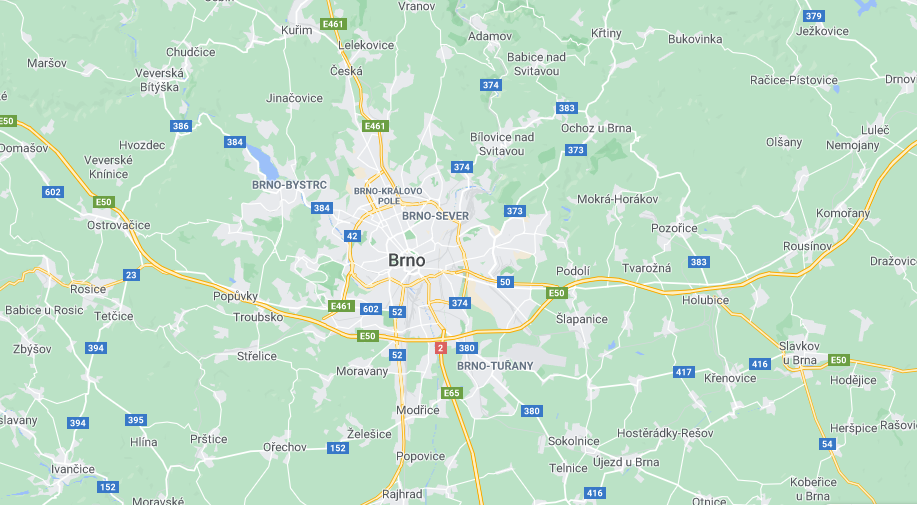 Vranov
379
Kuřim
E461
Ježkovice
Adamov
Křtiny
Bukovinka
Lelekovice
Chudčice
Babice nad
Svitavou
Maršov
Veverská
Bítýška
Česká
374
Račice-Pístovice
Drnov
Jinačovice
383
E50
386
E461
Ochoz u Brna
Luleč
Nemojany
Hvozdec
384
Bílovice nad
Svitavou
373
Olšany
Domašov
Veverské
Knínice
374
602
BRNO-BYSTRC
BRNO-KRÁLOVO
POLE
E50
Mokrá-Horákov
384
BRNO-SEVER
373
Komořany
Ostrovačice
Pozořice
42
Rousínov
Brno
383
Dražovic
23
Podolí
Tvarožná
Rosice
50
E50
Popůvky
Holubice
Babice u Rosic
Tetčice
E461
602
52
374
Troubsko
Šlapanice
E50
Zbýšov
394
2
380
Slavkov
u Brna
Střelice
52
BRNO-TUŘANY
416
E50
Moravany
417
Křenovice
Hodějice
E65
slavany
394
395
Modřice
380
Heršpice
Rašovi
Želešice
Hostěrádky-Rešov
Hlína
Prštice
Ořechov
152
Sokolnice
54
Popovice
Ivančice
Telnice
Újezd u Brna
152
Kobeřice
u Brna
Rajhrad
416
Moravské
Otnice